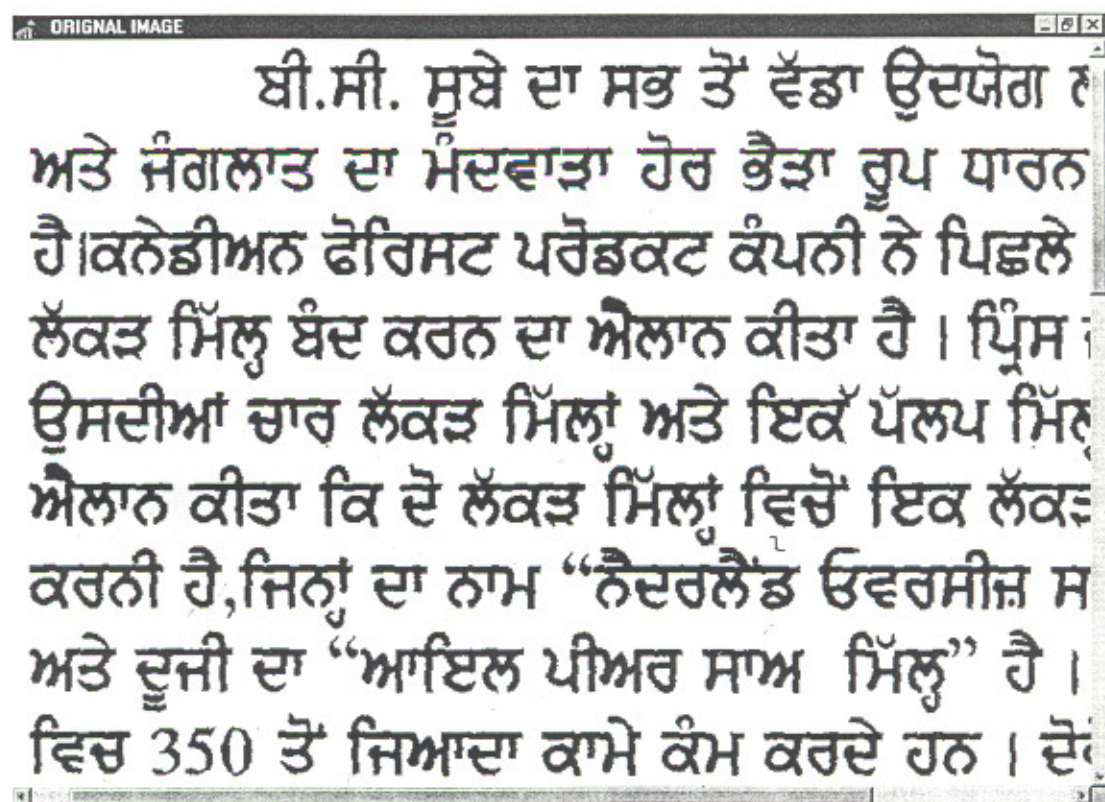 ORIGNAL IMAGE
ਬੀ.ਸੀ. ਸੂਬੇ ਦਾ ਸਭ ਤੋਂ ਵੱਡਾ ਉਦਯੋਗ
ਅਤੇ ਜੰਗਲਾਤ ਦਾ ਮੰਦਵਾੜਾ ਹੋਰ ਭੈੜਾ ਰੂਪ ਧਾਰਨ
ਹੈ।ਕਨੇਡੀਅਨ ਫੋਰਿਸਟ ਪਰੋਡਕਟ ਕੰਪਨੀ ਨੇ ਪਿਛਲੇ
ਲੱਕੜ ਮਿੱਲ੍ਹ ਬੰਦ ਕਰਨ ਦਾ ਐਲਾਨ ਕੀਤਾ ਹੈ । ਪ੍ਰਿੰਸ
ਉਸਦੀਆਂ ਚਾਰ ਲੱਕੜ ਮਿੱਲ੍ਹਾਂ ਅਤੇ ਇਕੱ ਪੱਲਪ ਮਿੱਲ੍ਹ
ਐਲਾਨ ਕੀਤਾ ਕਿ ਦੋ ਲੱਕੜ ਮਿੱਲ੍ਹਾਂ ਵਿਚੋਂ ਇਕ ਲੱਕੜ
ਕਰਨੀ ਹੈ,ਜਿਨ੍ਹਾਂ ਦਾ ਨਾਮ “ਨੈਦਰਲੈਂਡ ਓਵਰਸੀਜ਼
ਅਤੇ ਦੂਜੀ ਦਾ “ਆਇਲ ਪੀਅਰ ਸਾਅ ਮਿੱਲ੍ਹ” ਹੈ ।
ਵਿਚ 350 ਤੋਂ ਜਿਆਦਾ ਕਾਮੇ ਕੰਮ ਕਰਦੇ ਹਨ ।